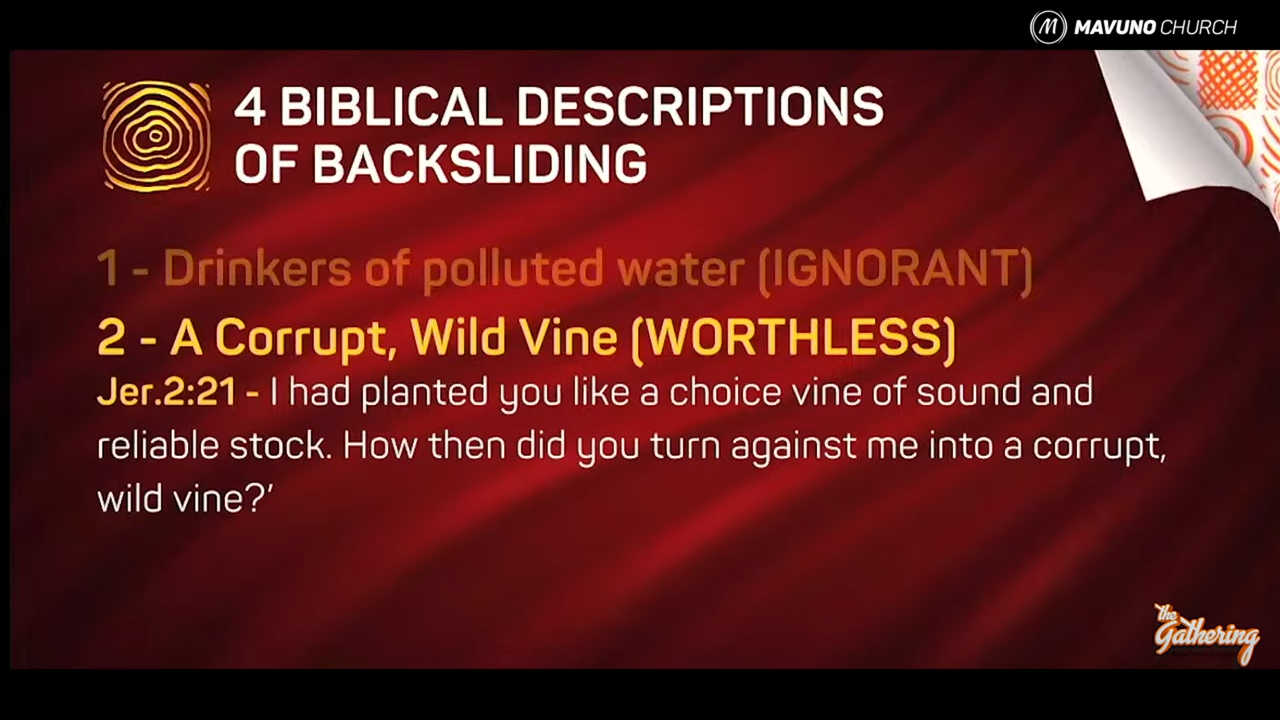 MAVUNO CHURCH
4 BIBLICAL DESCRIPTIONS
OF BACKSLIDING
1 - Drinkers of polluted water (IGNORANT)
2 - A Corrupt, Wild Vine (WORTHLESS)
Jer.2:21 - I had planted you like a choice vine of sound and
reliable stock. How then did you turn against me into a corrupt,
wild vine?’
the
Gathering